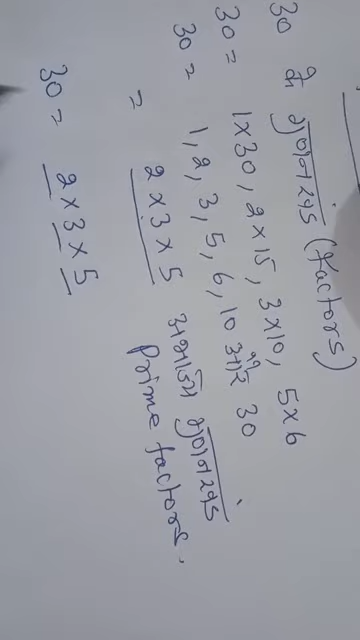 30 के गुणनखंड (factors)
30 = 1×30, 2×15, 3×10, 5×6
30 = 1, 2, 3, 5, 6, 10 और 30
= 2 × 3 × 5 अभाज्य गुणनखंड
Prime factors.
30 = 2 × 3 × 5